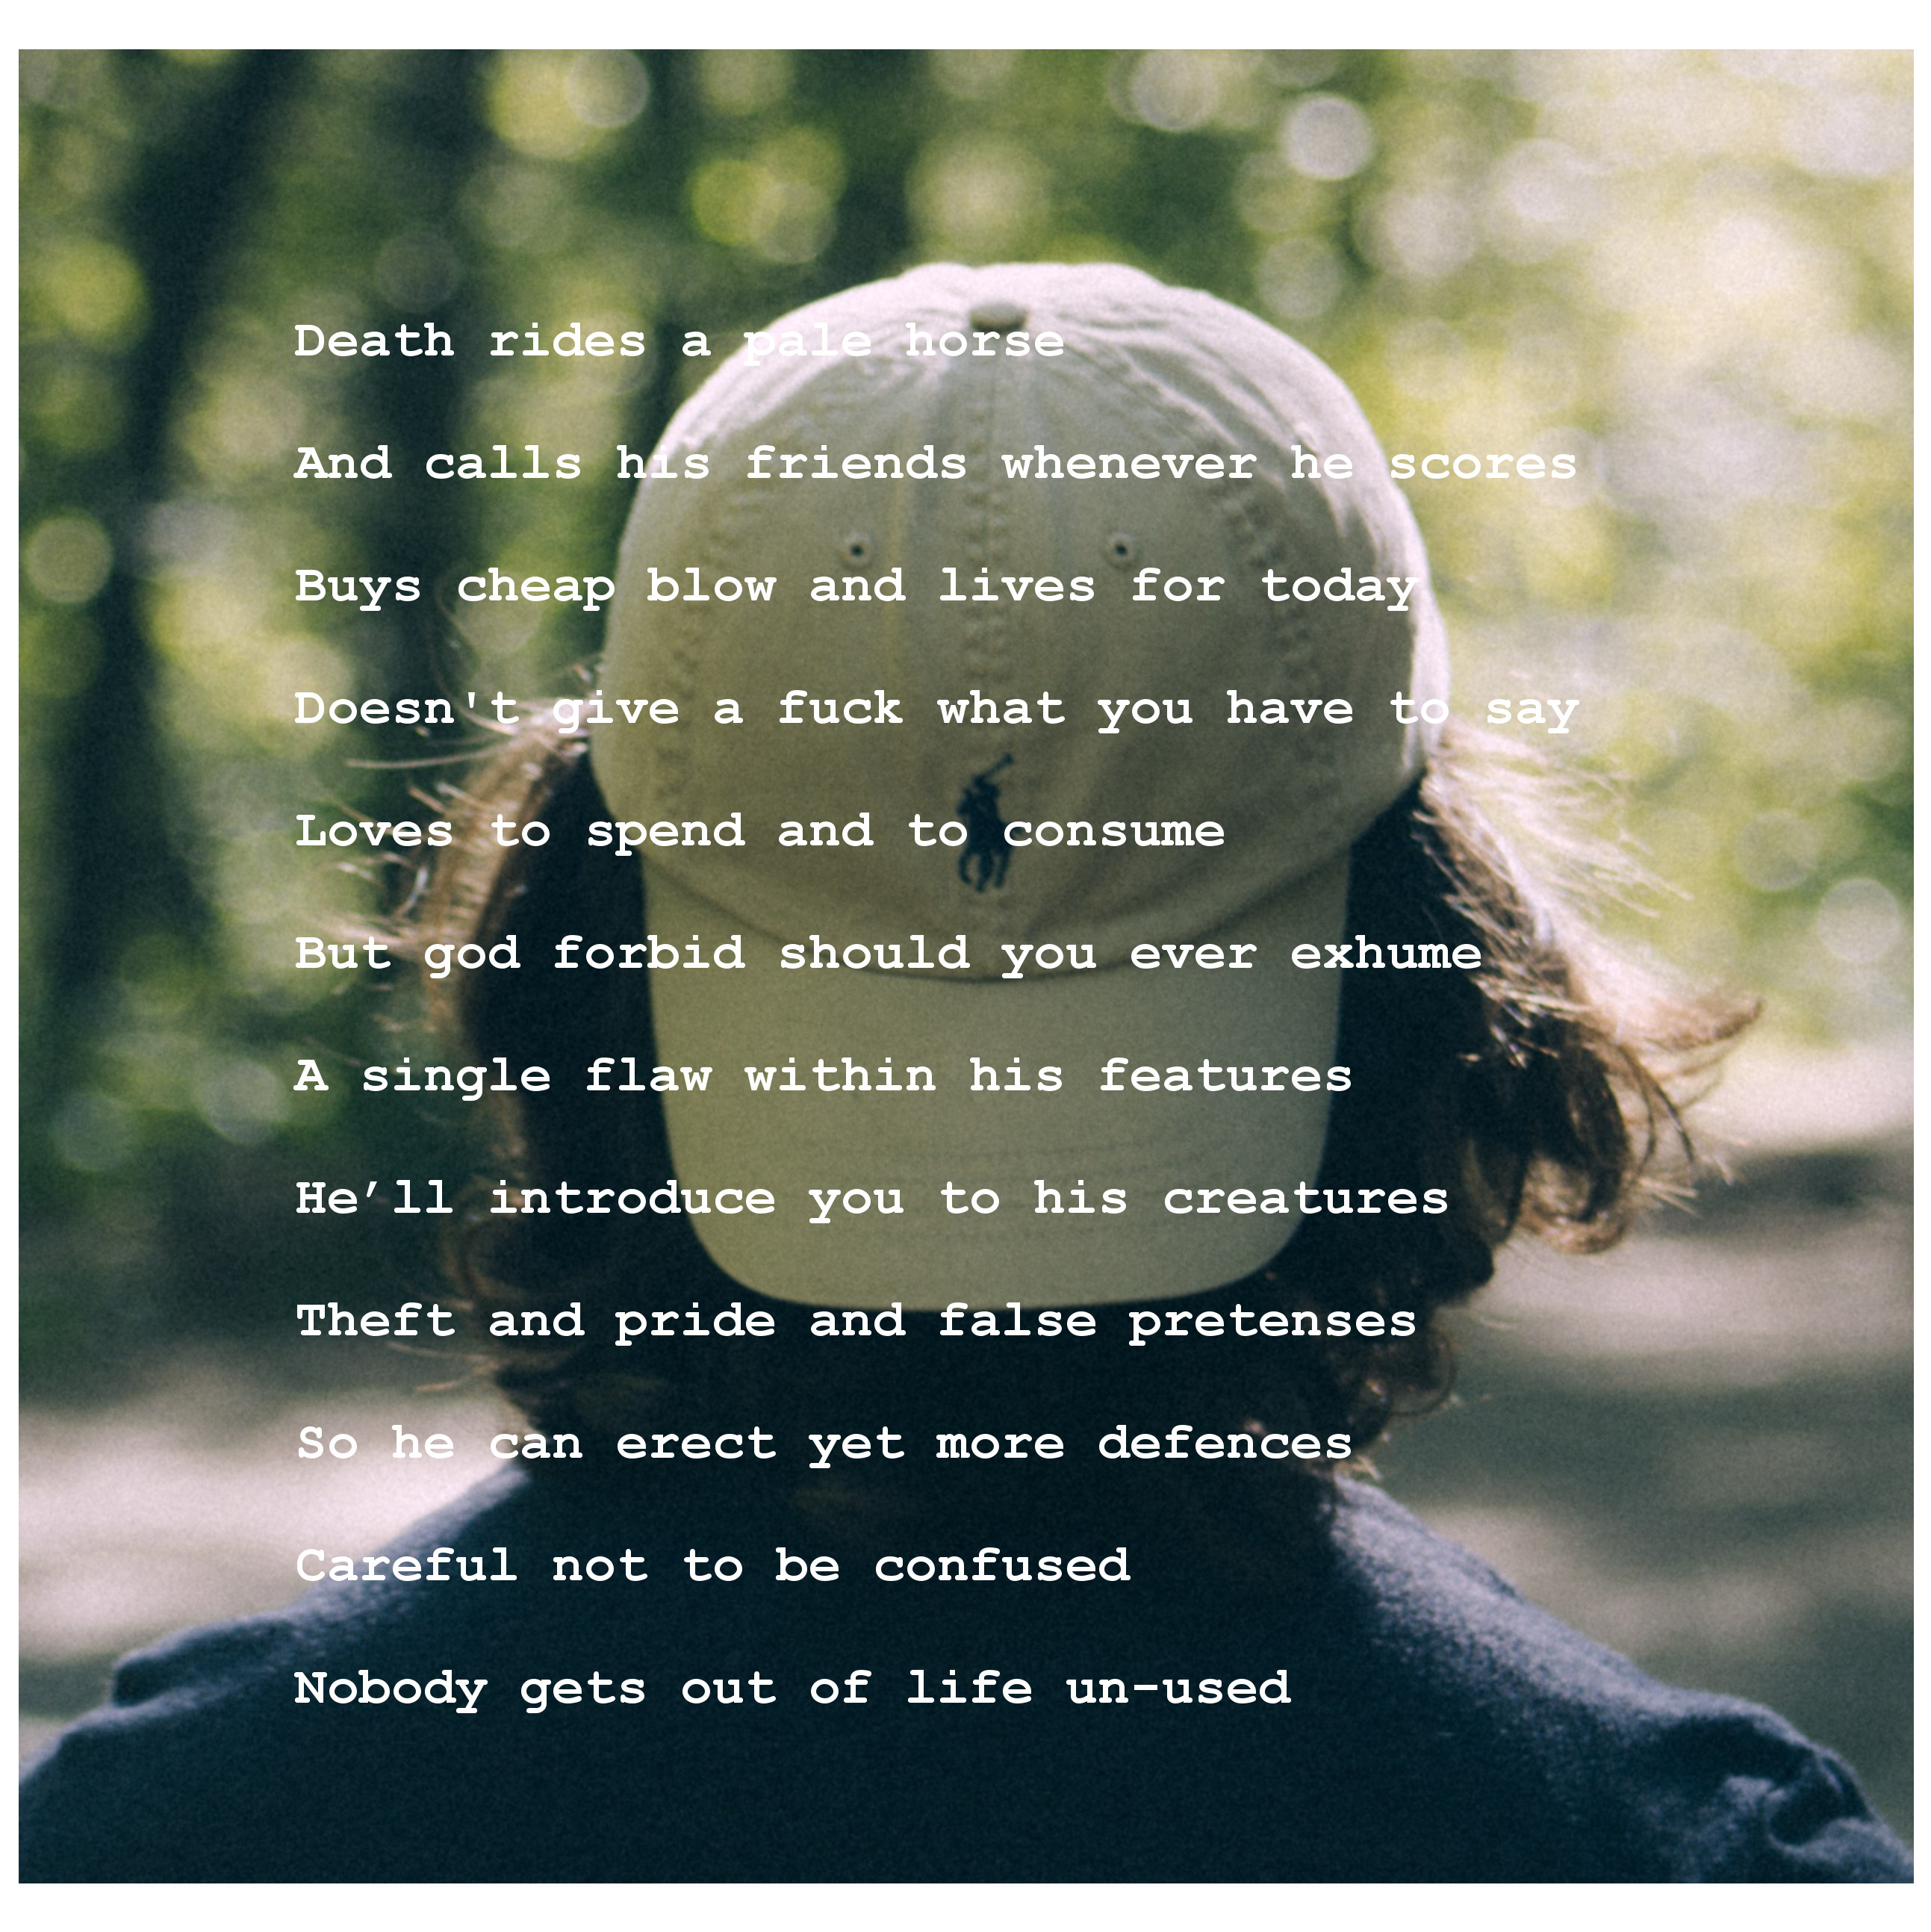 Death rides a pale horse
And calls his friends whenever he scores
Buys cheap blow and lives for today
Doesn't give a fuck what you have to say
Loves to spend and to consume
But god forbid should you ever exhume
A single flaw within his features
He’ll introduce you to his creatures
Theft and pride and false pretenses
So he can erect yet more defences
Careful not to be confused
Nobody gets out of life un-used